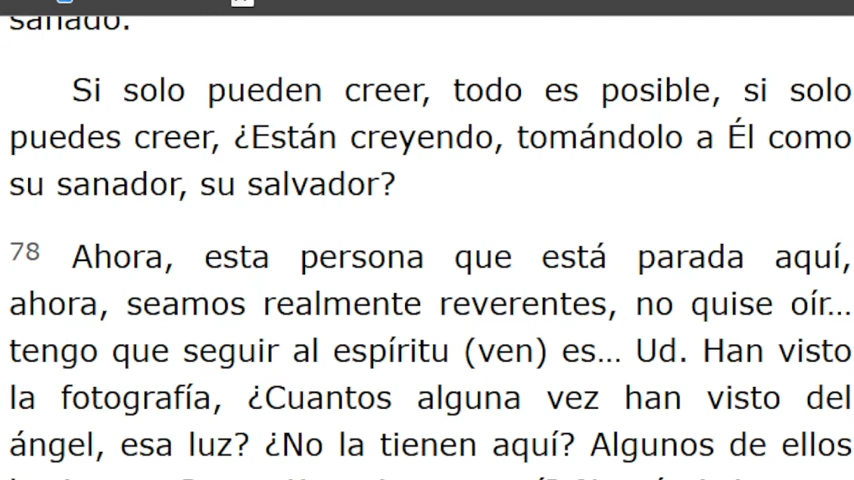 sanado.
Si solo pueden creer, todo es posible, si solo
puedes creer, ¿Están creyendo, tomándolo a Él como
su sanador, su salvador?
78 Ahora, esta persona que está parada aquí,
ahora, seamos realmente reverentes, no quise oír...
tengo que seguir al espíritu (ven) es... Ud. Han visto
la fotografía, ¿Cuantos alguna vez han visto del
ángel, esa luz? ¿No la tienen aquí? Algunos de ellos